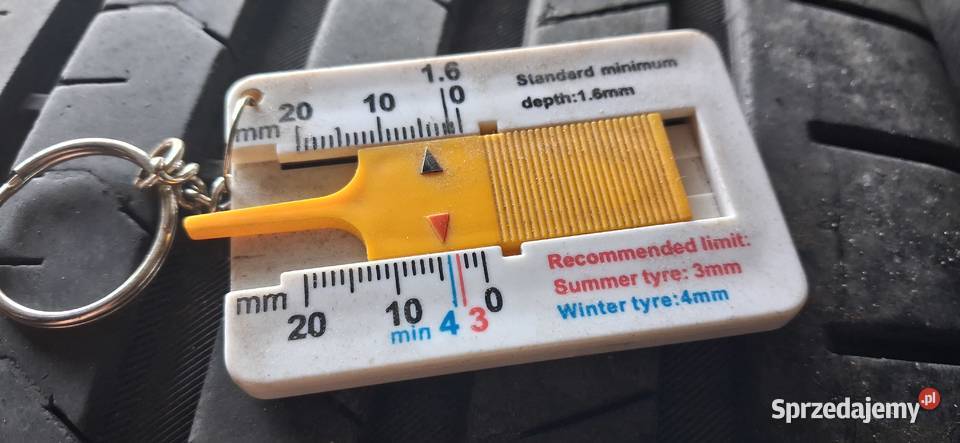 1.6
20 10 0
mm
Standard minimum
depth:1.6mm
mm
20 10 0
min 4 3
Recommended limit:
Summer tyre: 3mm
Winter tyre:4mm
Sprzedajemy.pl